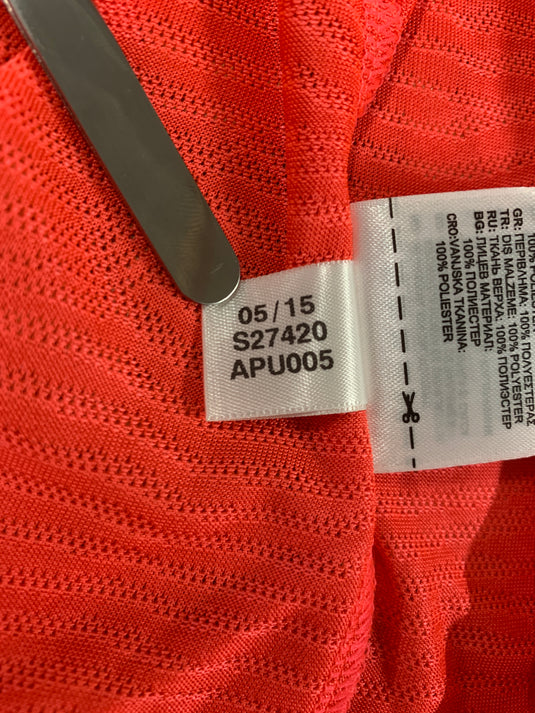 05/15
S27420
APU005
100% POLYESTER
GR: ΠΕΡΙΒΛΗΜΑ: 100% ΠΟΛΥΕΣΤΕΡΑΣ
TR: DIS MALZEME: 100% POLYESTER
RU: ТКАНЬ ВЕРХА: 100% ПОЛИЭСТЕР
BG: ЛИЦЕВ МАТЕРИАЛ:
100% ПОЛИЕСТЕР
CRO:VANJSKA TKANINA:
100% POLIESTER